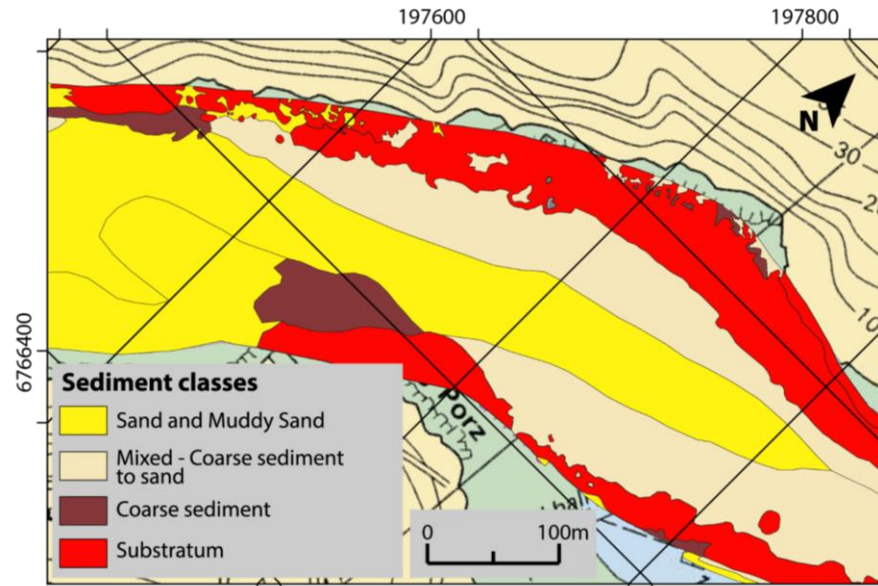 197600
197800
N
30
10
6766400
Porz
Sediment classes
Sand and Muddy Sand
Mixed - Coarse sediment
to sand
Coarse sediment
Substratum
0
100m